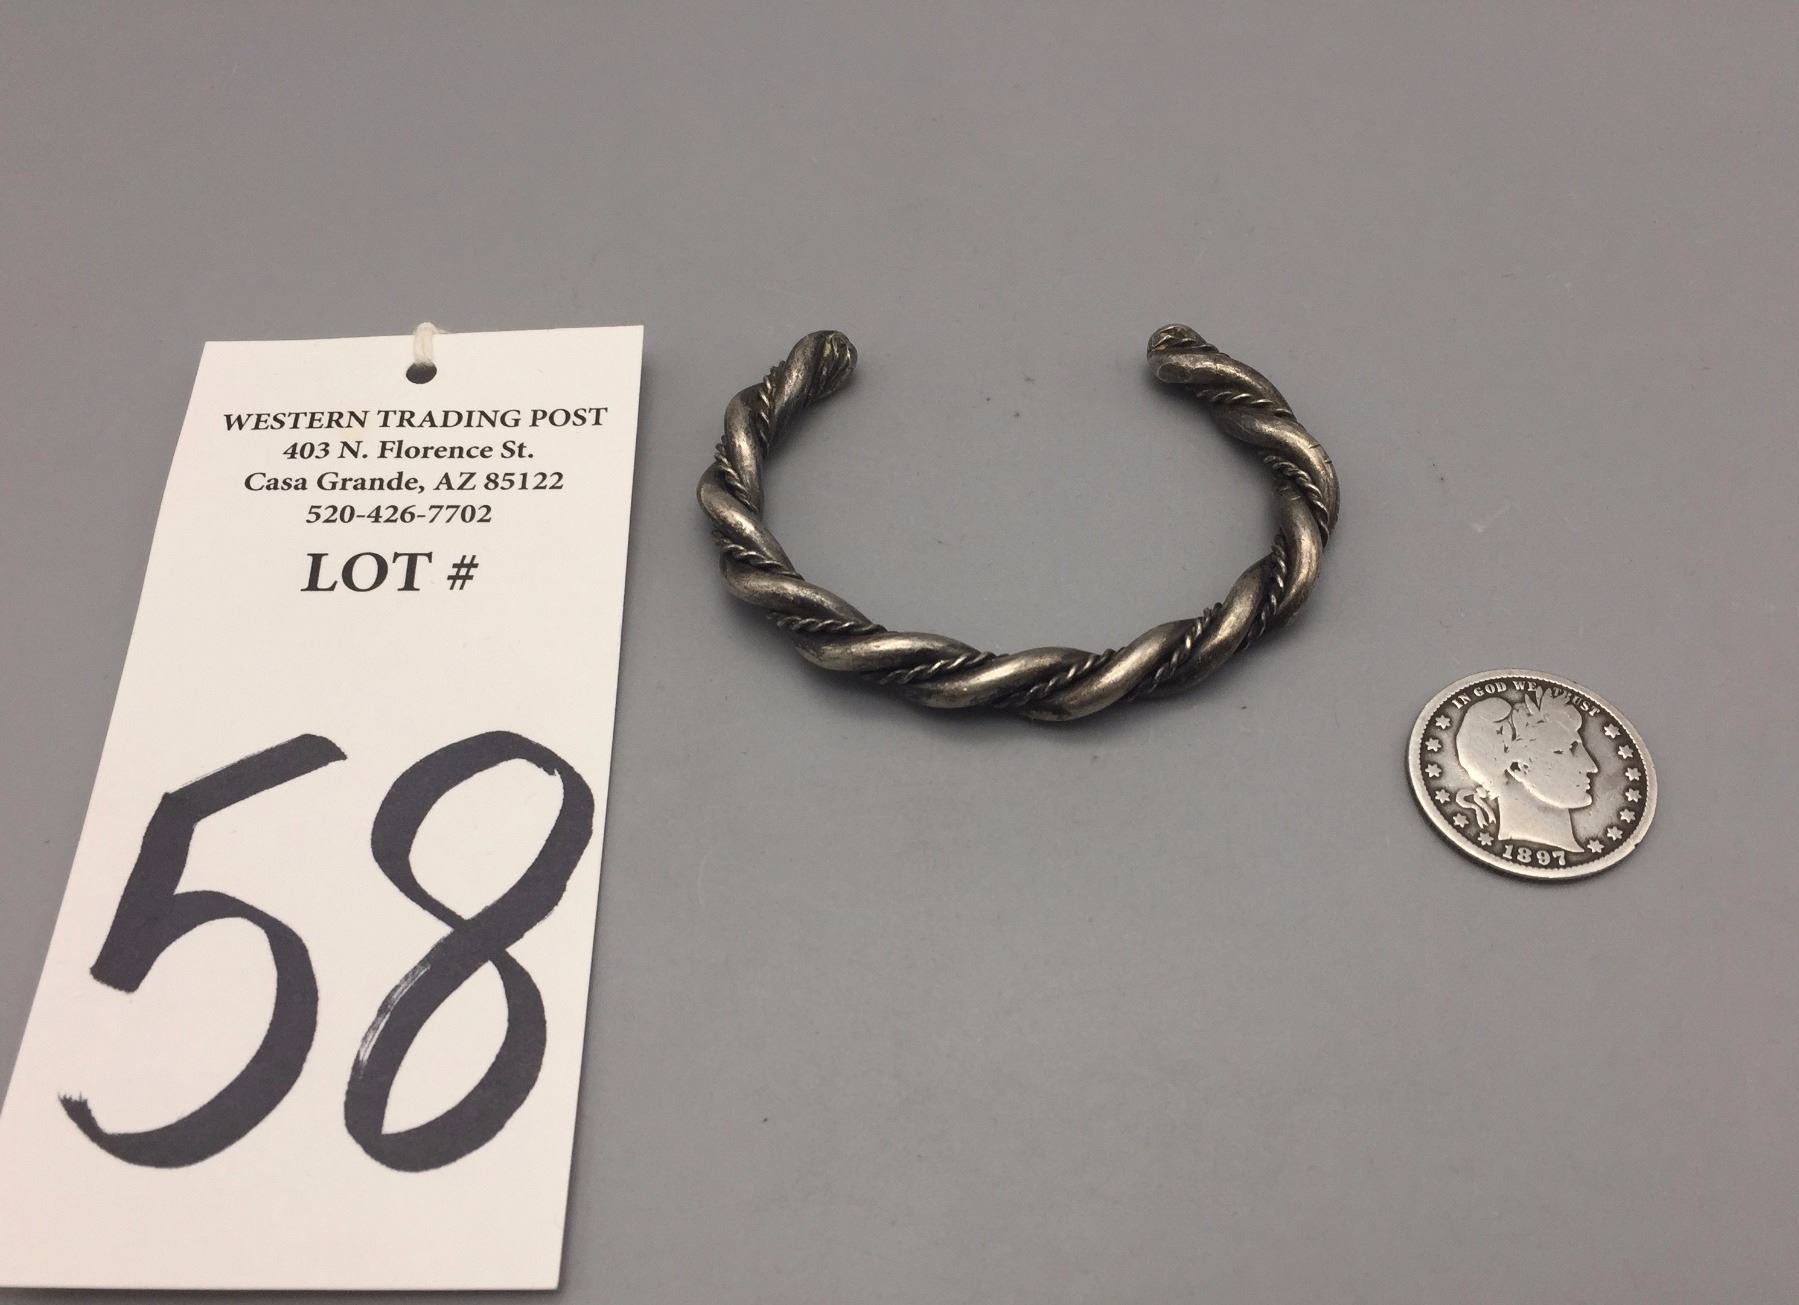 WESTERN TRADING POST
403 N. Florence St.
Casa Grande, AZ 85122
520-426-7702
LOT #
58
IN GOD WE TRUST
1897